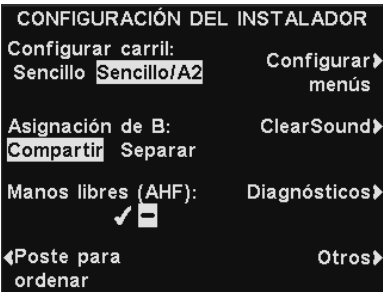 CONFIGURACIÓN DEL INSTALADOR
Configurar carril:
Sencillo Sencillo/A2
Configurar
menús
Asignación de B:
Compartir Separar
ClearSound
Manos libres (AHF):
Diagnósticos
Poste para
ordenar
Otros